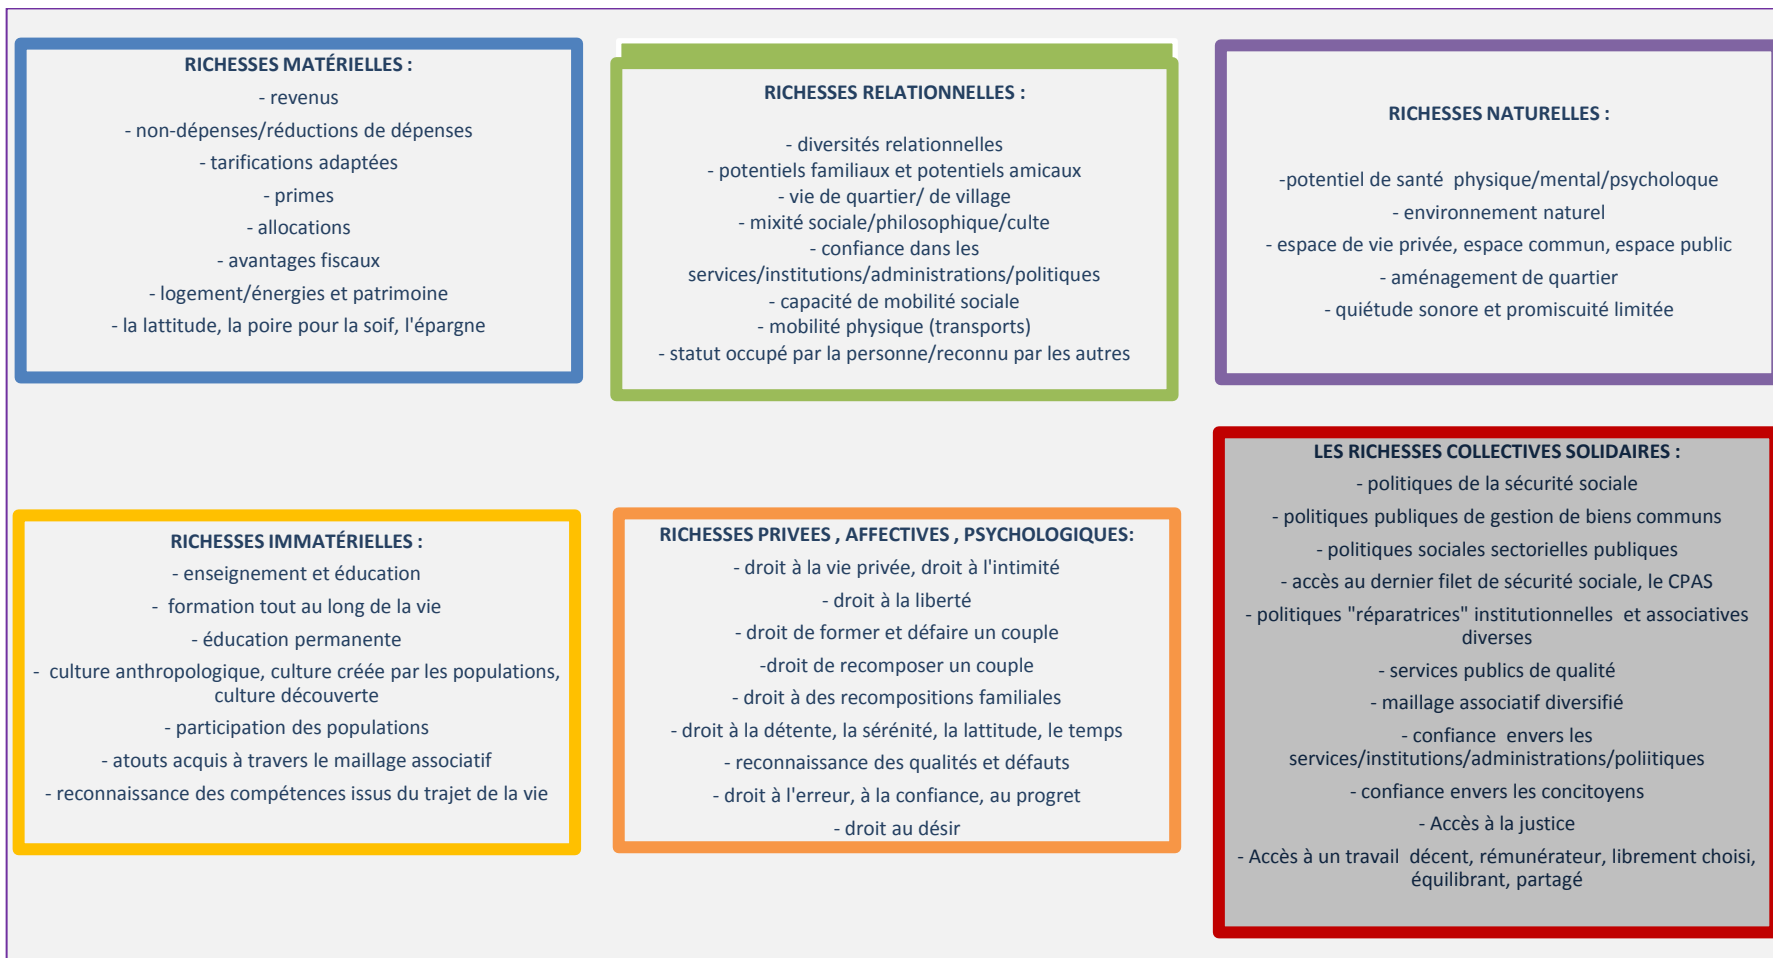 RICHESSES MATÉRIELLES :
- revenus
- non-dépenses/réductions de dépenses
- tarifications adaptées
- primes
- allocations
- avantages fiscaux
- logement/énergies et patrimoine
- la lattitude, la poire pour la soif, l'épargne
RICHESSES RELATIONNELLES :
- diversités relationnelles
- potentiels familiaux et potentiels amicaux
- vie de quartier/ de village
- mixité sociale/philosophique/culte
- confiance dans les
services/institutions/administrations/politiques
- capacité de mobilité sociale
- mobilité physique (transports)
- statut occupé par la personne/reconnu par les autres
RICHESSES NATURELLES :
-potentiel de santé physique/mental/psycholoque
- environnement naturel
- espace de vie privée, espace commun, espace public
- aménagement de quartier
- quiétude sonore et promiscuité limitée
RICHESSES IMMATÉRIELLES :
- enseignement et éducation
- formation tout au long de la vie
- éducation permanente
- culture anthropologique, culture créée par les populations,
culture découverte
- participation des populations
- atouts acquis à travers le maillage associatif
- reconnaissance des compétences issus du trajet de la vie
RICHESSES PRIVEES , AFFECTIVES , PSYCHOLOGIQUES:
- droit à la vie privée, droit à l'intimité
- droit à la liberté
- droit de former et défaire un couple
-droit de recomposer un couple
- droit à des recompositions familiales
- droit à la détente, la sérénité, la lattitude, le temps
- reconnaissance des qualités et défauts
- droit à l'erreur, à la confiance, au progret
- droit au désir
LES RICHESSES COLLECTIVES SOLIDAIRES :
- politiques de la sécurité sociale
- politiques publiques de gestion de biens communs
- politiques sociales sectorielles publiques
- accès au dernier filet de sécurité sociale, le CPAS
- politiques "réparatrices" institutionnelles et associatives
diverses
- services publics de qualité
- maillage associatif diversifié
- confiance envers les
services/institutions/administrations/poliitiques
- confiance envers les concitoyens
- Accès à la justice
- Accès à un travail décent, rémunérateur, librement choisi,
équilibrant, partagé